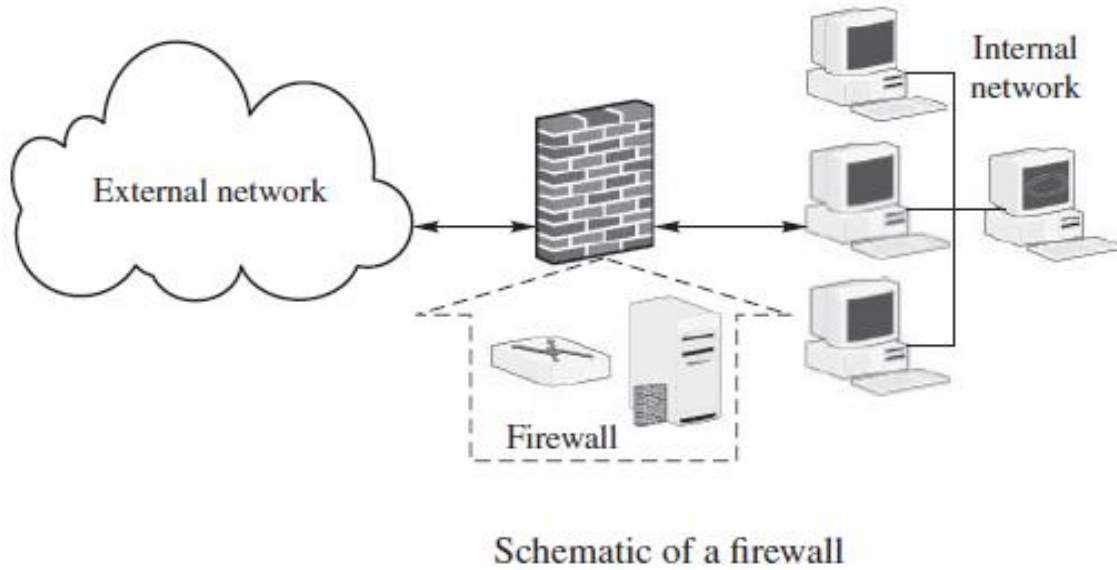 Internal
network
External network
Firewall
Schematic of a firewall